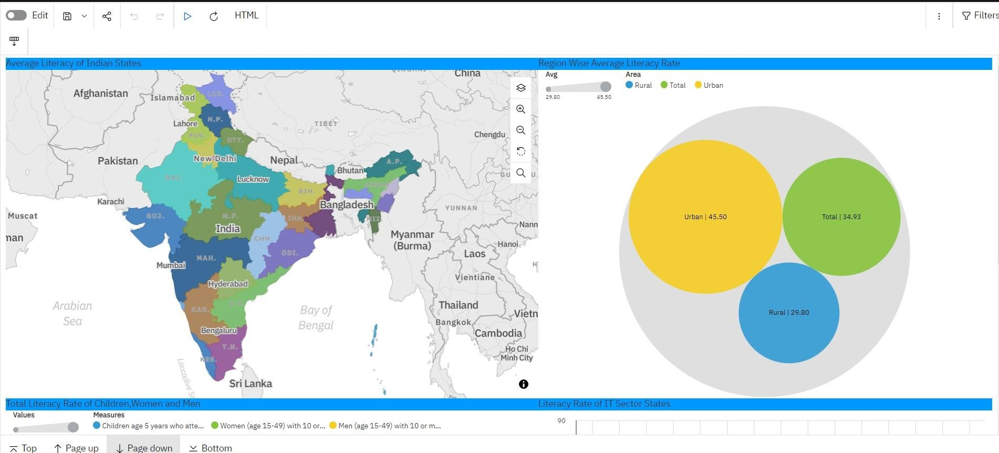 Edit
HTML
Filters
Average Literacy of Indian States
Region Wise Average Literacy Rate
Avg
29.80
45.50
Area
Rural
Total
Urban
Afghanistan
Islamabad
LAD.
China
H.P.
Lahore
PUN.
UTT.
TIBET
Chengdu
Pakistan
New Delhi
Nepal
A.P.
Bhutan
RAJ.
Lucknow
ASSAM
BIH.
Karachi
Bangladesh
YUNNAN
Muscat
GUJ.
M.P.
JHA.
MIZ.
India
Myanmar
(Burma)
Nann
man
CHH.
Hanoi
MAH.
ODI.
Laos
Mumbai
Vientiane
Hyderabad
Arabian
Sea
KAR.
A.P.
Bay of
Bengal
Thailand
Vietn
Bangkok
Bengaluru
Cambodia
T.N.
KER.
Ho Chi
Minh City
Laccadive Se
Sri Lanka
Urban | 45.50
Total | 34.93
Rural | 29.80
Total Literacy Rate of Children,Women and Men
Literacy Rate of IT Sector States
Values
Measures
Children age 5 years who atte...
Women (age 15-49) with 10 or...
Men (age 15-49) with 10 or m...
90
Top
Page up
Page down
Bottom